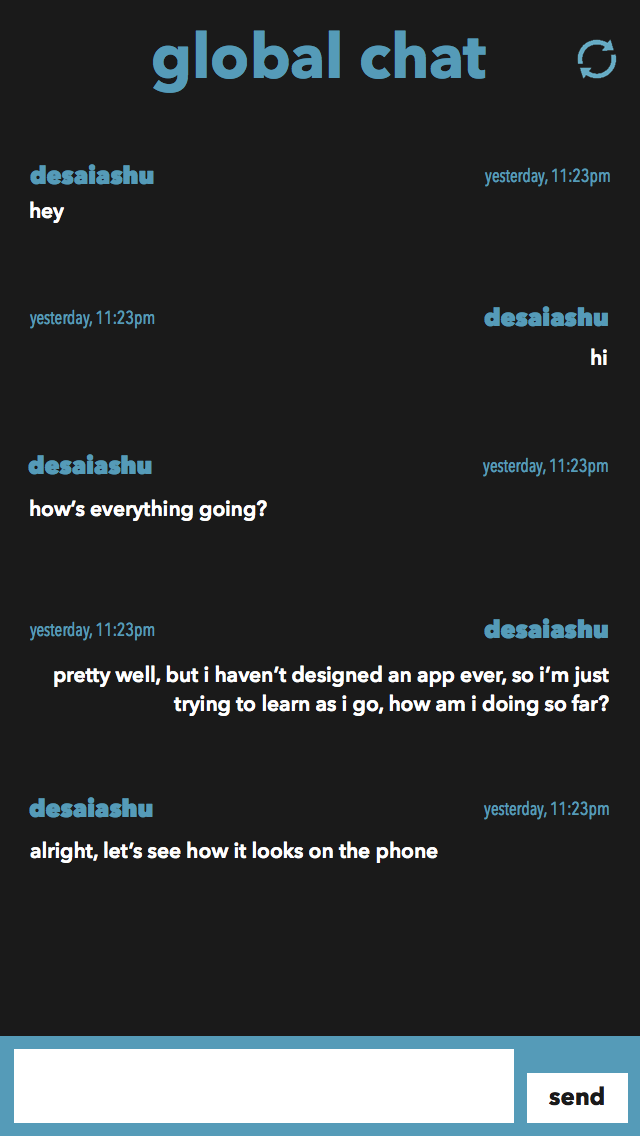 global chat
desaiashu yesterday, 11:23pm
hey
yesterday, 11:23pm desaiashu
hi
desaiashu yesterday, 11:23pm
how’s everything going?
yesterday, 11:23pm desaiashu
pretty well, but i haven’t designed an app ever, so i’m just
trying to learn as i go, how am i doing so far?
desaiashu yesterday, 11:23pm
alright, let’s see how it looks on the phone
send